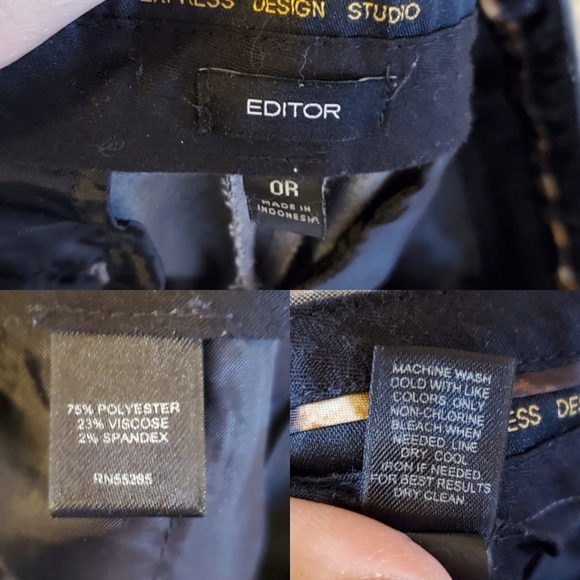 EXPRESS DESIGN STUDIO
EDITOR
0R
MADE IN
INDONESIA
75% POLYESTER
23% VISCOSE
2% SPANDEX
RN55285
MACHINE WASH
COLD WITH LIKE
COLORS. ONLY
NON-CHLORINE
BLEACH WHEN
NEEDED. LINE
DRY. COOL
IRON IF NEEDED.
FOR BEST RESULTS
DRY CLEAN.
ESS DES